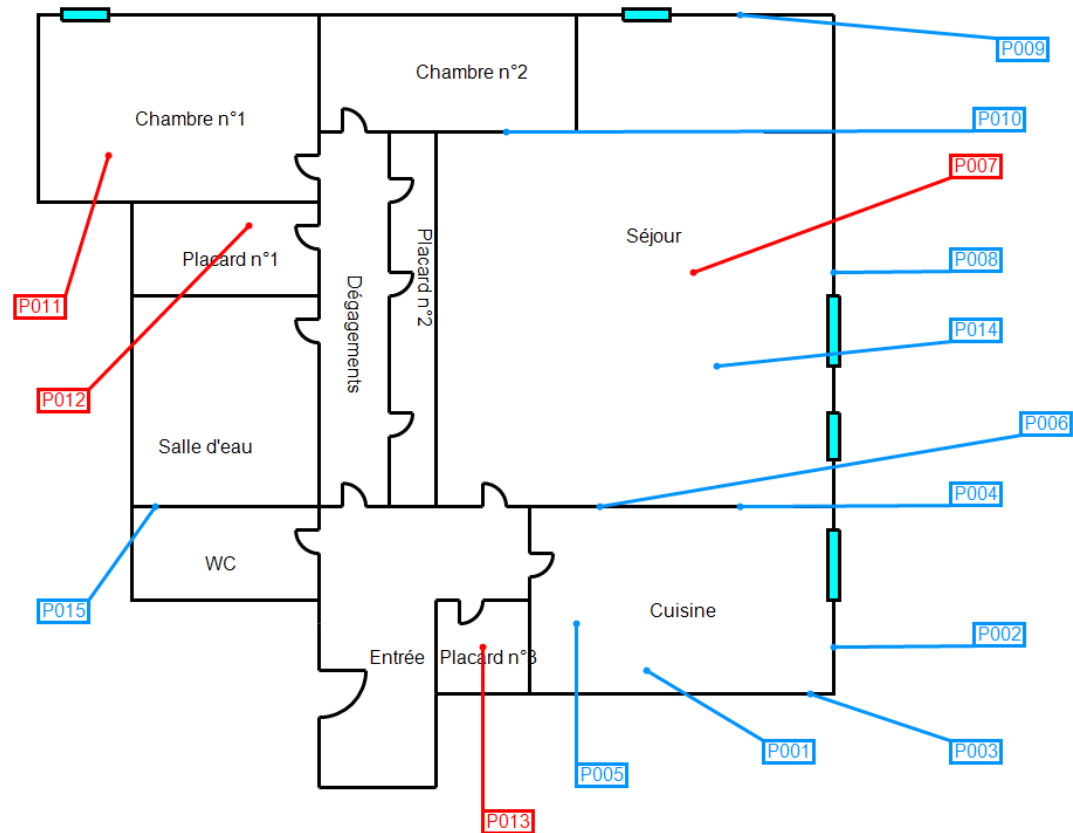 P009
Chambre n°2
Chambre n°1
P010
P007
Séjour
Placard n°1
P008
Placard n°2
P011
Dégagements
P014
P012
P006
Salle d'eau
P004
WC
P015
Cuisine
P002
Entrée
Placard n°3
P001
P003
P005
P013